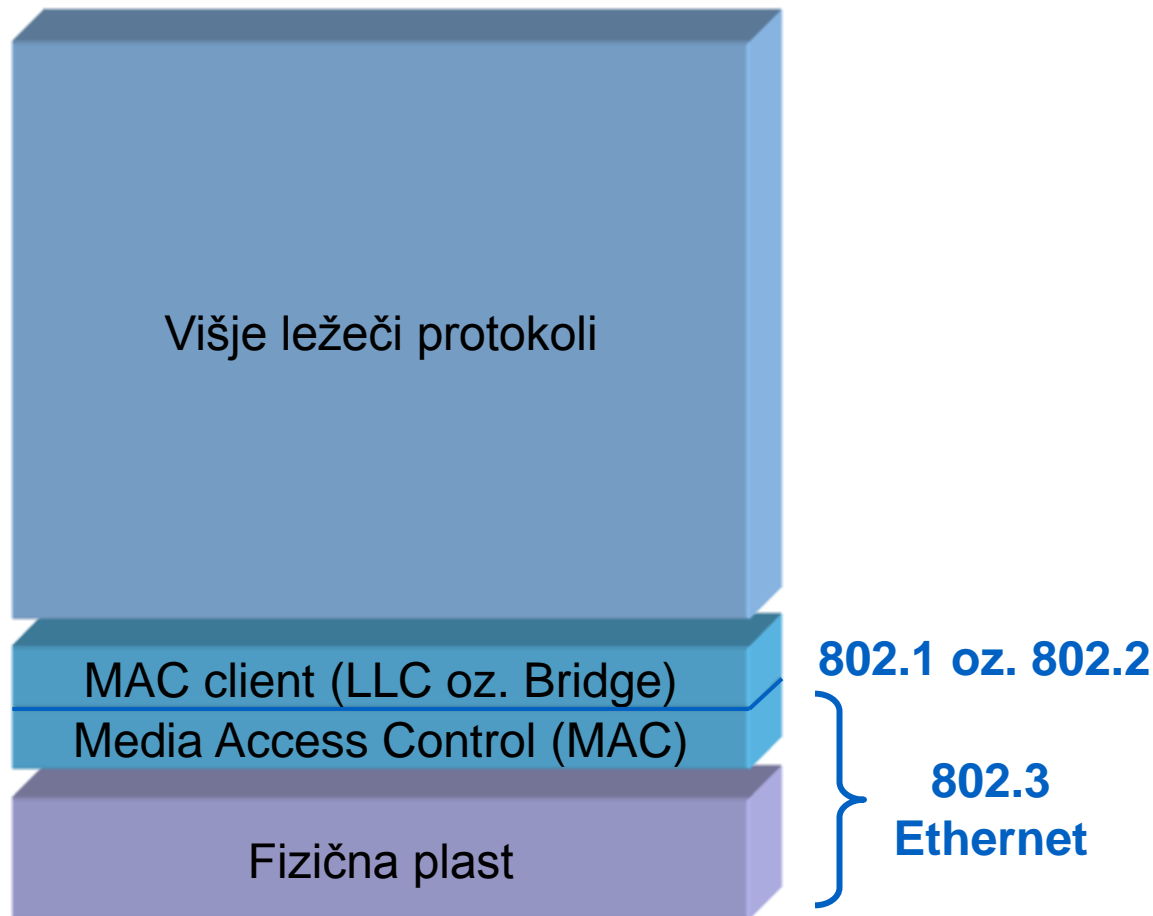 Višje ležeči protokoli
MAC client (LLC oz. Bridge)
802.1 oz. 802.2
Media Access Control (MAC)
802.3
Ethernet
Fizična plast